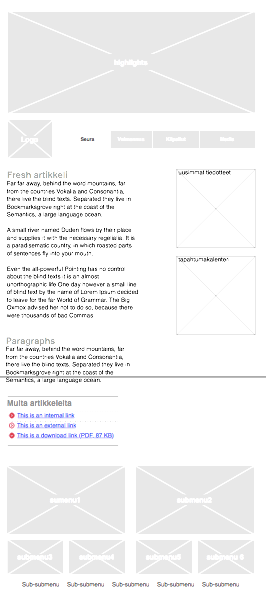 highlights
Logo
Seura
Valmennus
Kilpailut
Media
Fresh artikkeli
Far far away, behind the word mountains, far
from the countries Vokalia and Consonantia,
there live the blind texts. Separated they live in
Bookmarksgrove right at the coast of the
Semantics, a large language ocean.
A small river named Duden flows by their place
and supplies it with the necessary regelialia. It is
a paradisematic country, in which roasted parts
of sentences fly into your mouth.
Even the all-powerful Pointing has no control
about the blind texts it is an almost
unorthographic life One day however a small line
of blind text by the name of Lorem Ipsum decided
to leave for the far World of Grammar. The Big
Oxmox advised her not to do so, because there
were thousands of bad Commas
uusimmat tiedotteet
tapahtumakalenteri
Paragraphs
Far far away, behind the word mountains, far
from the countries Vokalia and Consonantia,
there live the blind texts. Separated they live in
Bookmarksgrove right at the coast of the
Semantics, a large language ocean.
Muita artikkeleita
This is an internal link
This is an external link
This is a download link (PDF, 87 KB)
sumenu1
submenu2
submenu3
submenu4
submenu5
submenu 6
Sub-submenu Sub-submenu Sub-submenu Sub-submenu Sub-submenu